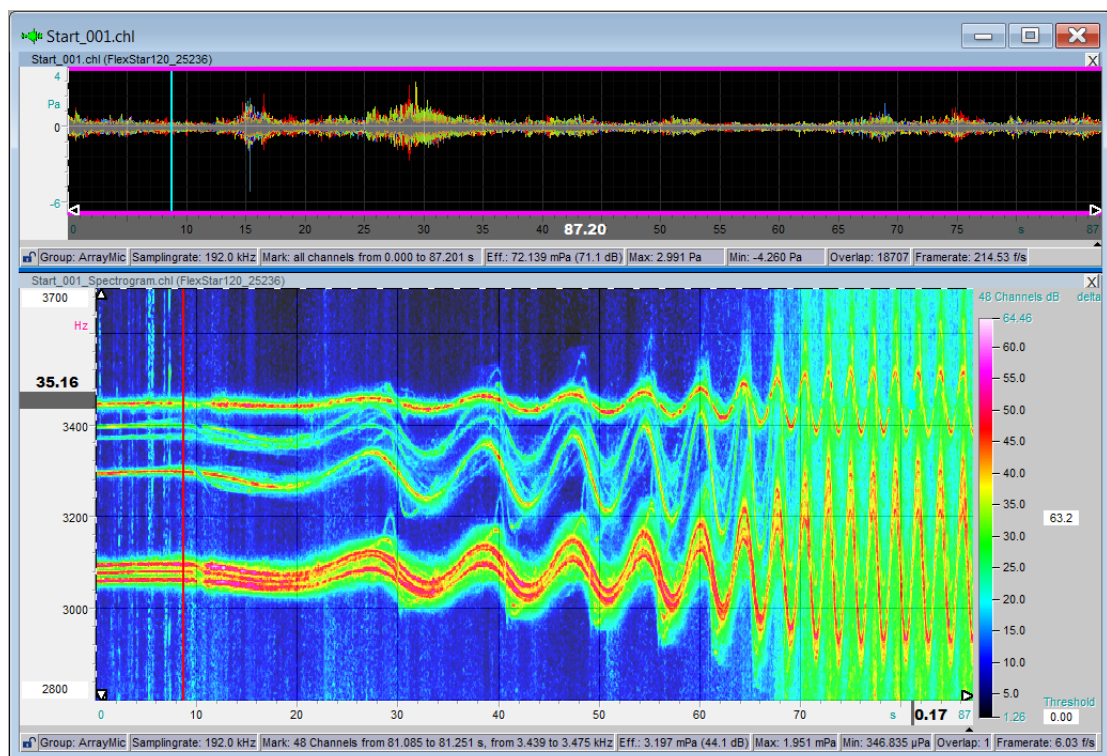 Start_001.chl
Start_001.chl (FlexStar120_25236)
X
4
Pa
0
-6
0 10 87.20 50 55 60 65 70 75 s 87
15 20 25 30 35 40
Group: ArrayMic Samplingrate: 192.0 kHz Mark: all channels from 0.000 to 87.201 s Eff.: 72.139 mPa (71.1 dB) Max: 2.991 Pa Min: -4.260 Pa Overlap: 18707 Framerate: 214.53 f/s
Start_001_Spectrogram.chl (FlexStar120_25236)
X
3700
Hz
35.16
3400
3200
3000
2800
48 Channels dB delta
64.46
60.0
55.0
50.0
45.0
40.0
35.0
30.0
25.0
20.0
15.0
10.0
5.0
1.26
63.2
Threshold
0.00
0 10 20 30 40 50 60 70 s 0.17 87
Group: ArrayMic Samplingrate: 192.0 kHz Mark: 48 Channels from 81.085 to 81.251 s, from 3.439 to 3.475 kHz Eff.: 3.197 mPa (44.1 dB) Max: 1.951 mPa Min: 346.835 µPa Overlap: 1 Framerate: 6.03 f/s